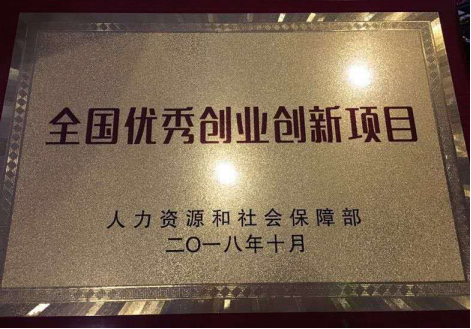 全国优秀创业创新项目
人力资源和社会保障部
二〇一八年十月